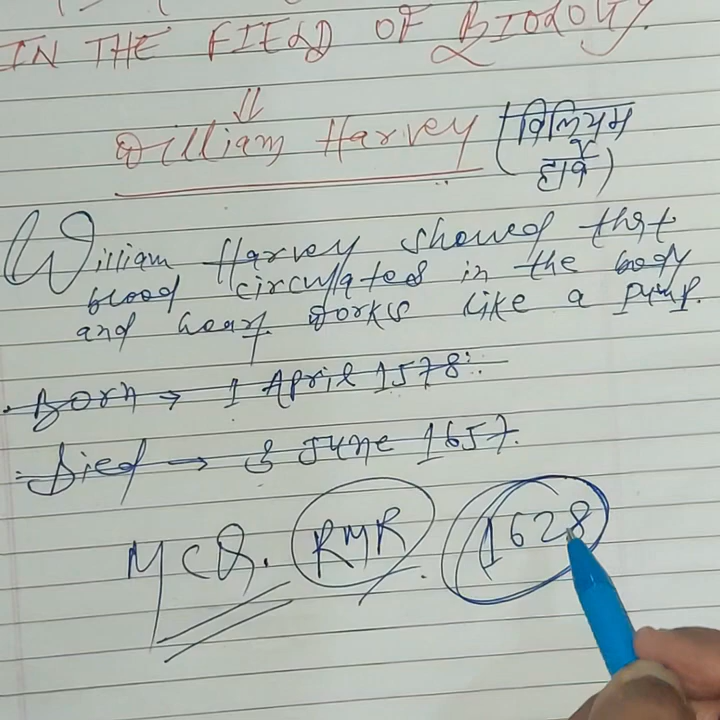 IN THE FIELD OF BIOLOGY.
William Harvey (विलियम
हार्वे)
William Harvey showed that
blood circulated in the body
and heart works like a pump.
Born → 1 April 1578
Died → 3 June 1657.
MCQ. RMR. 1628